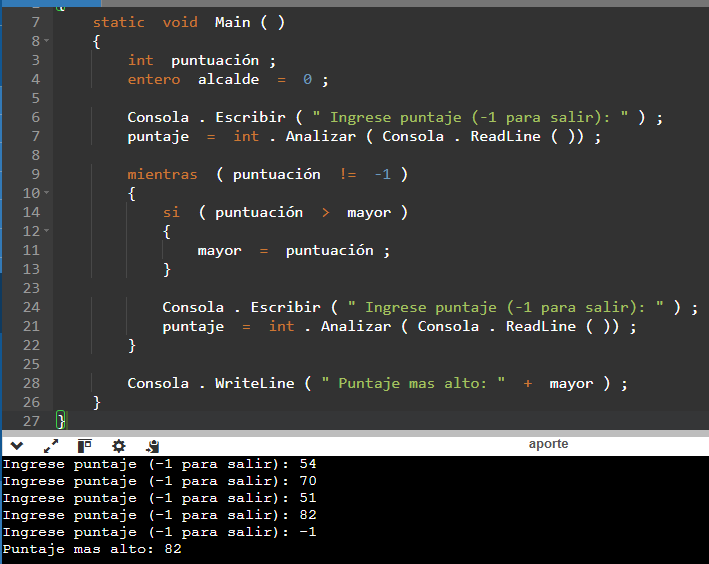 7 static void Main ( )
8 {
3 int puntuación ;
4 entero alcalde = 0 ;
5
6 Consola . Escribir ( " Ingrese puntaje (-1 para salir): " ) ;
7 puntaje = int . Analizar ( Consola . ReadLine ( )) ;
8
9 mientras ( puntuación != -1 )
10 {
14 si ( puntuación > mayor )
12 {
11 mayor = puntuación ;
13 }
23
24 Consola . Escribir ( " Ingrese puntaje (-1 para salir): " ) ;
21 puntaje = int . Analizar ( Consola . ReadLine ( )) ;
22 }
25
28 Consola . WriteLine ( " Puntaje mas alto: " + mayor ) ;
26 }
27 }
aporte
Ingrese puntaje (-1 para salir): 54
Ingrese puntaje (-1 para salir): 70
Ingrese puntaje (-1 para salir): 51
Ingrese puntaje (-1 para salir): 82
Ingrese puntaje (-1 para salir): -1
Puntaje mas alto: 82